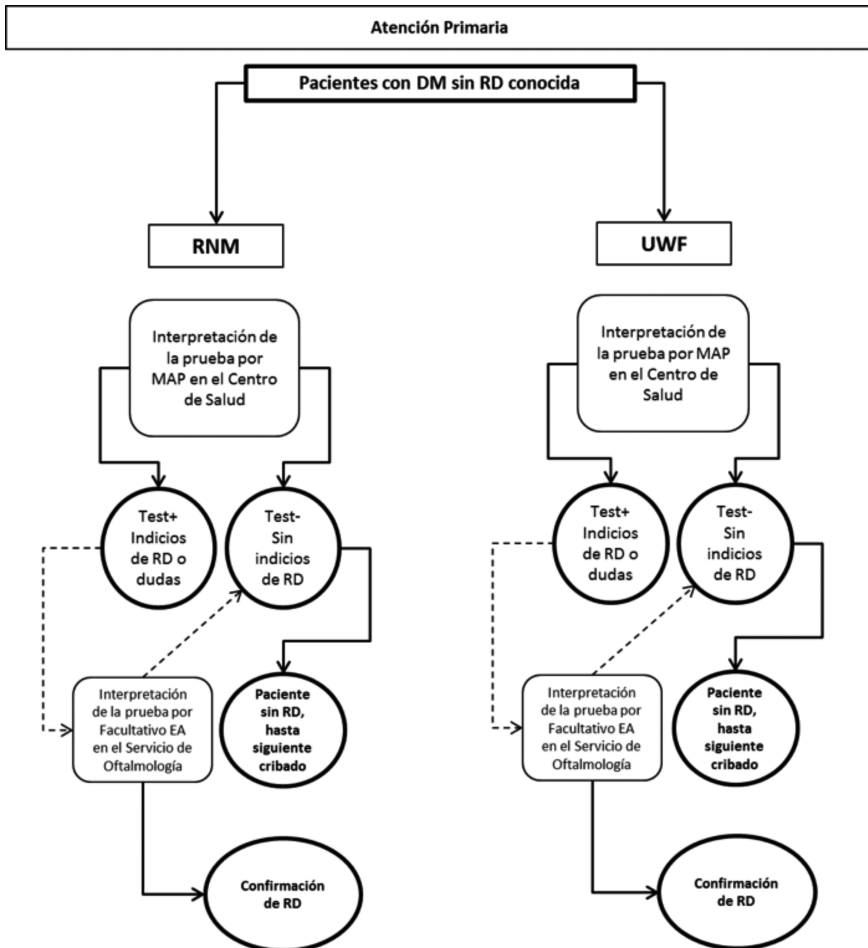 Atención Primaria
Pacientes con DM sin RD conocida
RNM
Interpretación de
la prueba por
MAP en el Centro
de Salud
Test+
Indicios
de RD o
dudas
Test-
Sin
indicios
de RD
Interpretación
de la prueba por
Facultativo EA
en el Servicio de
Oftalmología
Paciente
sin RD,
hasta
siguiente
cribado
Confirmación
de RD
UWF
Interpretación de
la prueba por MAP
en el Centro de
Salud
Test+
Indicios
de RD o
dudas
Test-
Sin
indicios
de RD
Interpretación
de la prueba por
Facultativo EA
en el Servicio de
Oftalmología
Paciente
sin RD,
hasta
siguiente
cribado
Confirmación
de RD